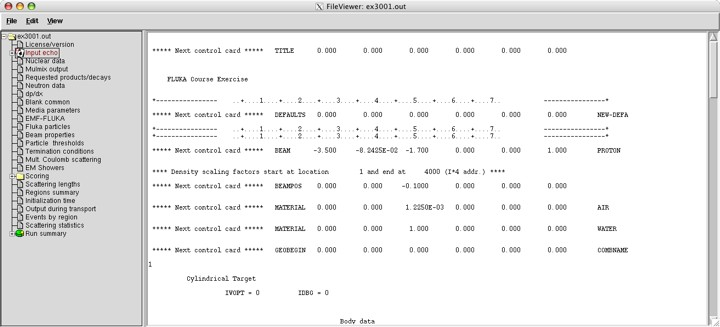 FileViewer: ex3001.out
File Edit View
ex3001.out
License/version
Input echo
Nuclear data
Mulmix output
Requested products/decays
Neutron data
dp/dx
Blank common
Media parameters
EMF-FLUKA
Fluka particles
Beam properties
Particle thresholds
Termination conditions
Mult. Coulomb scattering
EM Showers
Scoring
Scattering lengths
Regions summary
Initialization time
Output during transport
Events by region
Scattering statistics
Run summary
***** Next control card ***** TITLE 0.000 0.000 0.000 0.000 0.000 0.000
FLUKA Course Exercise
*---------------- ..+....1....+....2....+....3....+....4....+....5....+....6....+....7.. ----------------*
***** Next control card ***** DEFAULTS 0.000 0.000 0.000 0.000 0.000 0.000 NEW-DEFA
*---------------- ..+....1....+....2....+....3....+....4....+....5....+....6....+....7.. ----------------*
*---------------- ..+....1....+....2....+....3....+....4....+....5....+....6....+....7.. ----------------*
***** Next control card ***** BEAM -3.500 -8.2425E-02 -1.700 0.000 0.000 1.000 PROTON
**** Density scaling factors start at location 1 and end at 4000 (I*4 addr.) ****
***** Next control card ***** BEAMPOS 0.000 0.000 -0.1000 0.000 0.000 0.000
***** Next control card ***** MATERIAL 0.000 0.000 1.2250E-03 0.000 0.000 0.000 AIR
***** Next control card ***** MATERIAL 0.000 0.000 1.000 0.000 0.000 0.000 WATER
***** Next control card ***** GEOBEGIN 0.000 0.000 0.000 0.000 0.000 0.000 COMBNAME
1
Cylindrical Target
IVOPT = 0 IDBG = 0
Body data